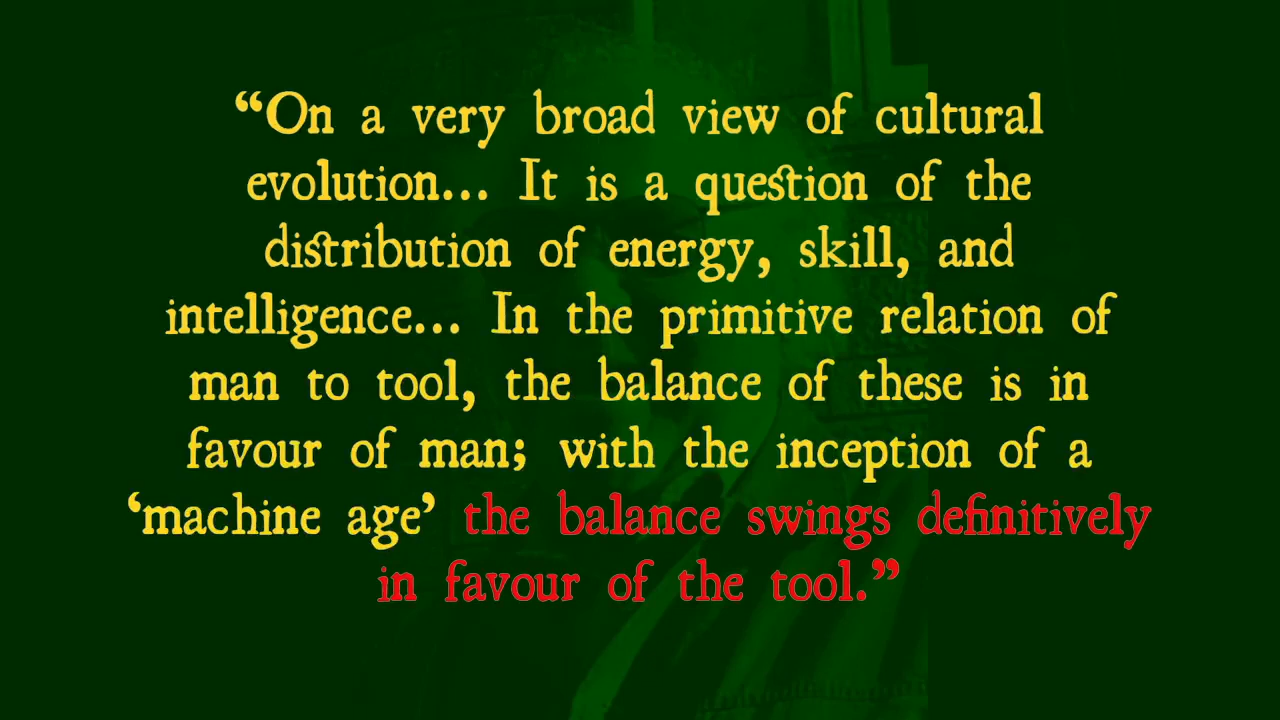 “On a very broad view of cultural
evolution... It is a question of the
distribution of energy, skill, and
intelligence... In the primitive relation of
man to tool, the balance of these is in
favour of man; with the inception of a
‘machine age’ the balance swings definitively
in favour of the tool.”